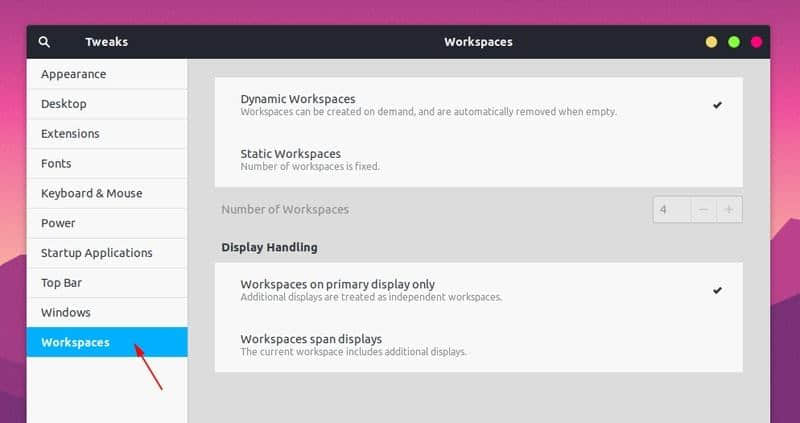 Tweaks
Workspaces
Appearance
Desktop
Extensions
Fonts
Keyboard & Mouse
Power
Startup Applications
Top Bar
Windows
Workspaces
Dynamic Workspaces
Workspaces can be created on demand, and are automatically removed when empty.
Static Workspaces
Number of workspaces is fixed.
Number of Workspaces 4 − +
Display Handling
Workspaces on primary display only
Additional displays are treated as independent workspaces.
Workspaces span displays
The current workspace includes additional displays.